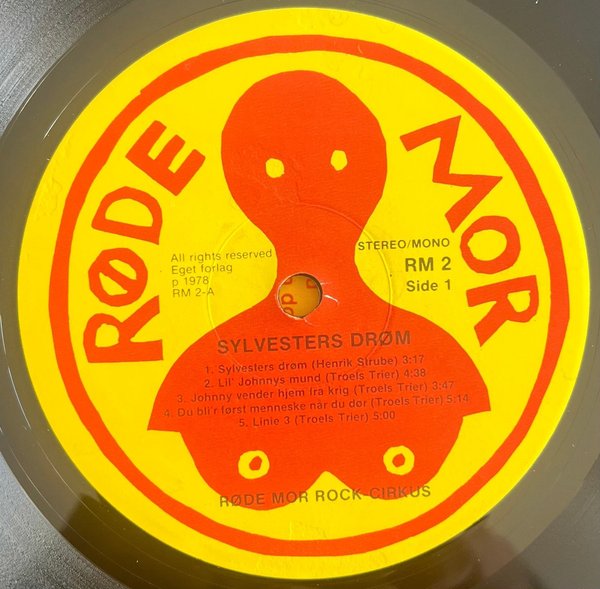 RØDE MOR
All rights reserved
Eget forlag
p 1978
RM 2-A
STEREO/MONO
RM 2
Side 1
SYLVESTERS DRØM
1. Sylvesters drøm (Henrik Strube) 3:17
2. Lil' Johnnys mund (Troels Trier) 4:38
3. Johnny vender hjem fra krig (Troels Trier) 3:47
4. Du bli'r først menneske når du dør (Troels Trier) 5:14
5. Linie 3 (Troels Trier) 5:00
RØDE MOR ROCK-CIRKUS